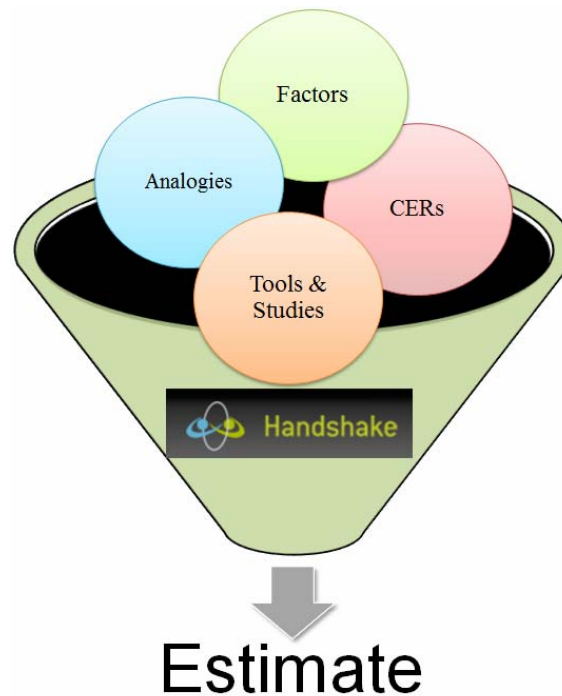 Factors
Analogies
CERs
Tools &
Studies
Handshake
Estimate